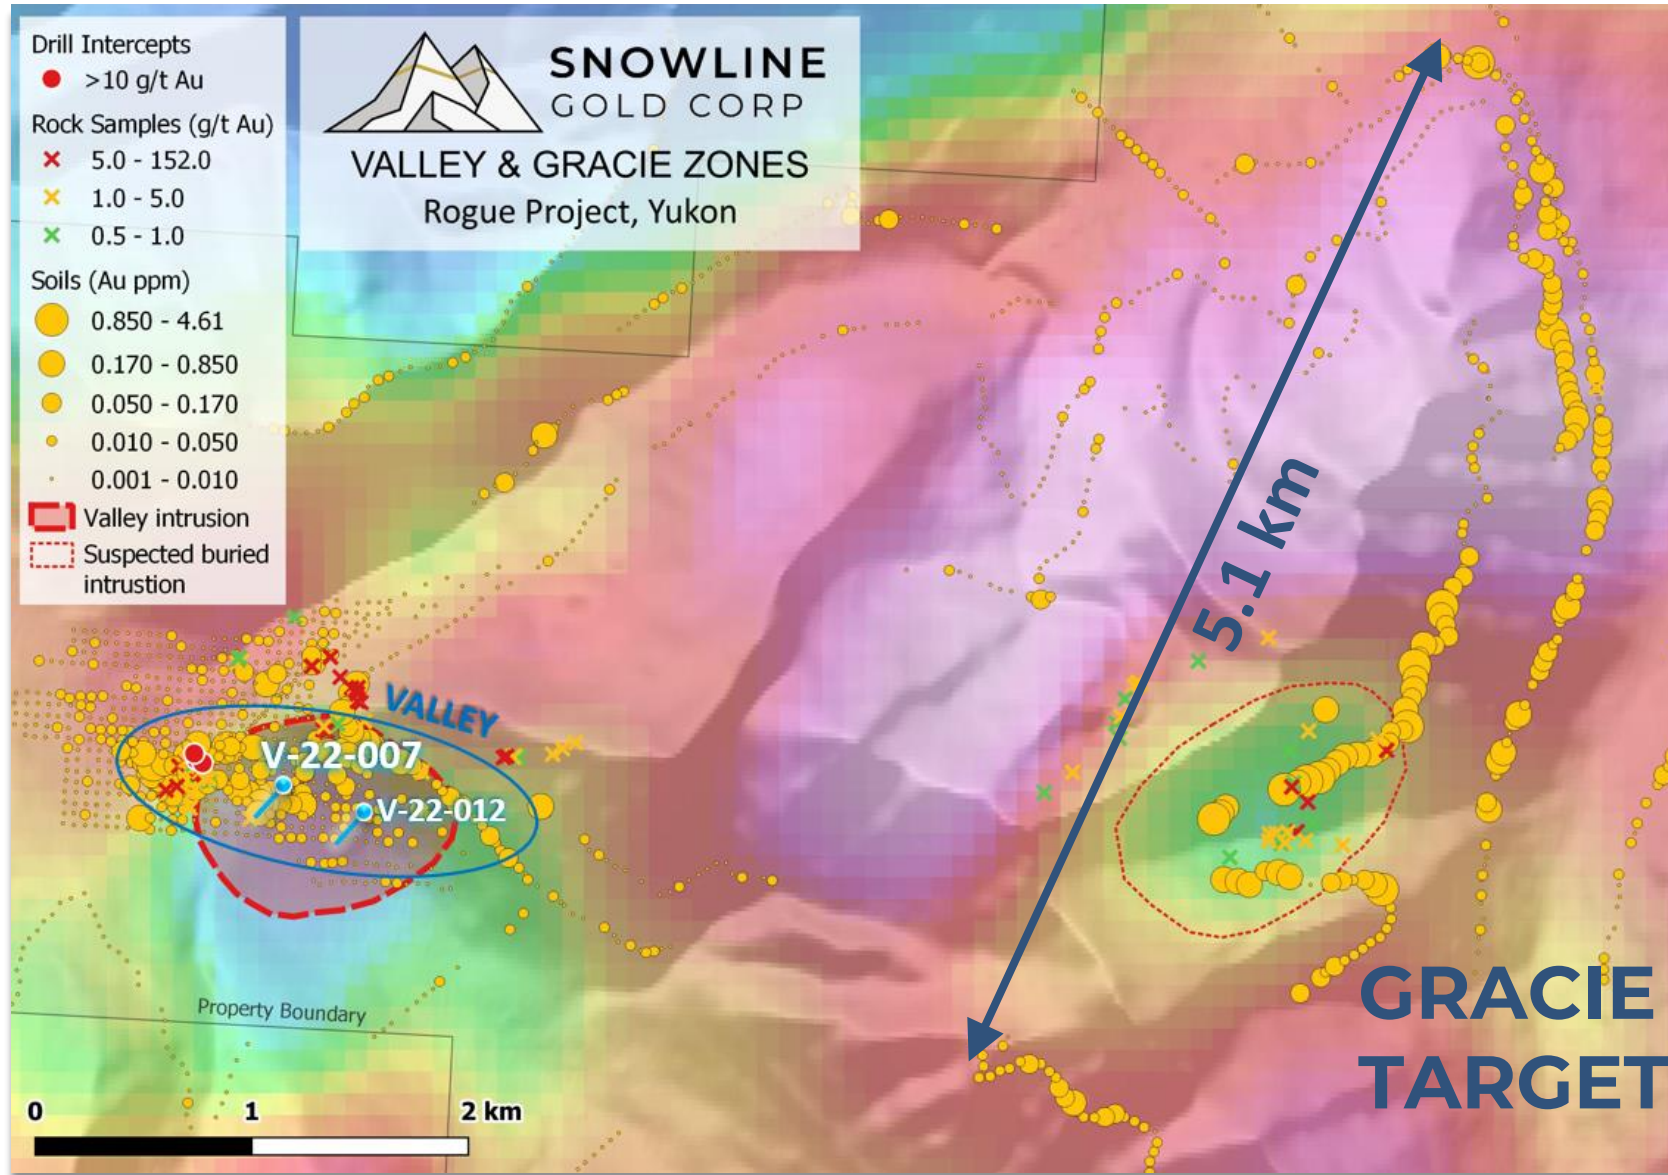 Drill Intercepts
>10 g/t Au
Rock Samples (g/t Au)
5.0 - 152.0
1.0 - 5.0
0.5 - 1.0
Soils (Au ppm)
0.850 - 4.61
0.170 - 0.850
0.050 - 0.170
0.010 - 0.050
0.001 - 0.010
Valley intrusion
Suspected buried
intrustion
SNOWLINE
GOLD CORP
VALLEY & GRACIE ZONES
Rogue Project, Yukon
5.1 km
VALLEY
V-22-007
V-22-012
GRACIE
TARGET
Property Boundary
0 1 2 km